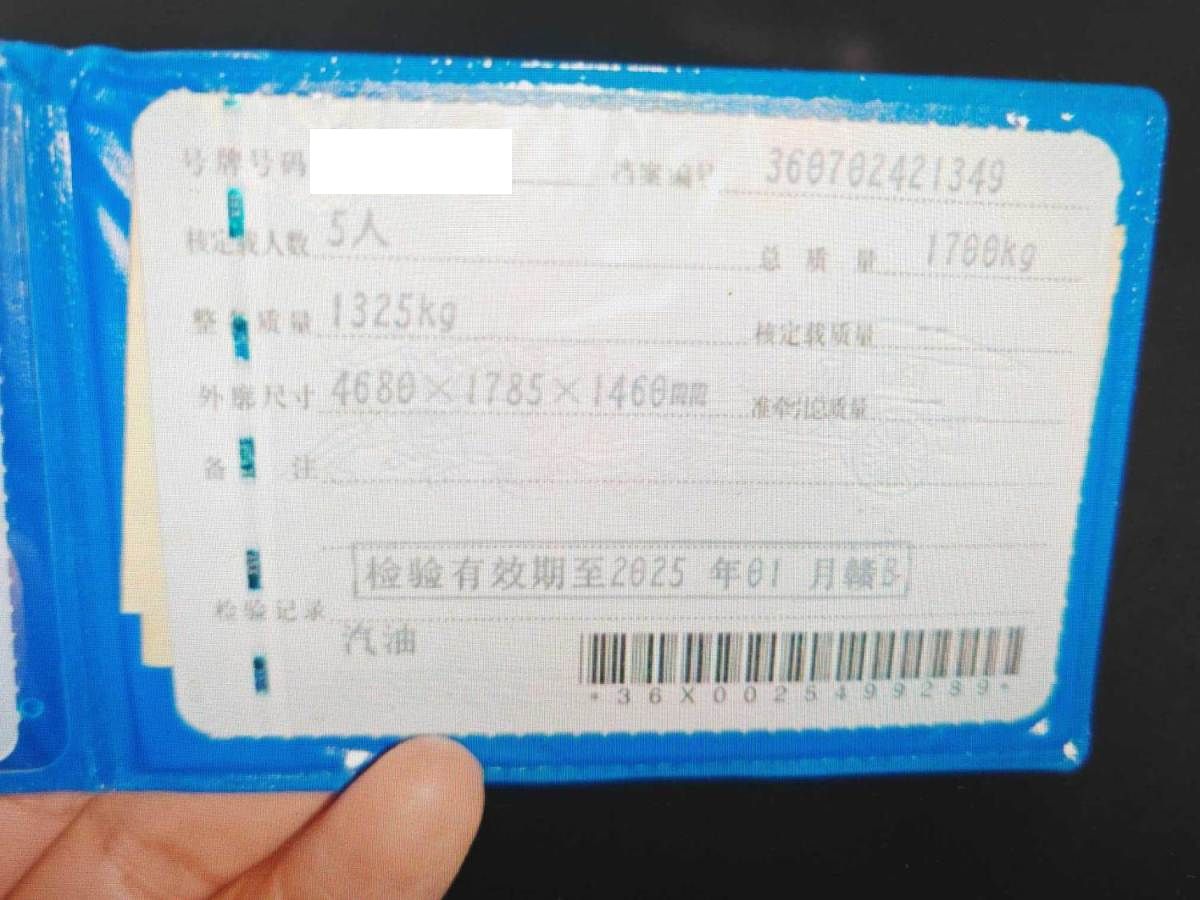 号牌号码 档案编号 360702421349
核定载人数 5人 总质量 1700kg
整备质量 1325kg 核定载质量 --
外廓尺寸 4680×1785×1460mm 准牵引总质量 --
备注
检验有效期至2025 年01 月赣B
检验记录
汽油
*36X0025499289*